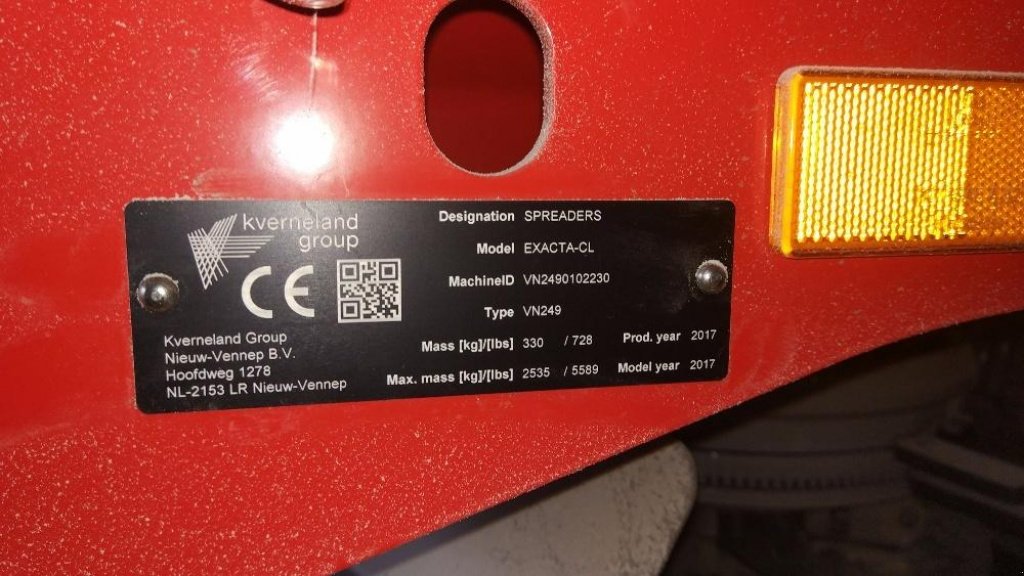 kverneland
group
CE
Kverneland Group
Nieuw-Vennep B.V.
Hoofdweg 1278
NL-2153 LR Nieuw-Vennep
Designation SPREADERS
Model EXACTA-CL
MachineID VN2490102230
Type VN249
Mass [kg]/[lbs] 330 / 728 Prod. year 2017
Max. mass [kg]/[lbs] 2535 / 5589 Model year 2017